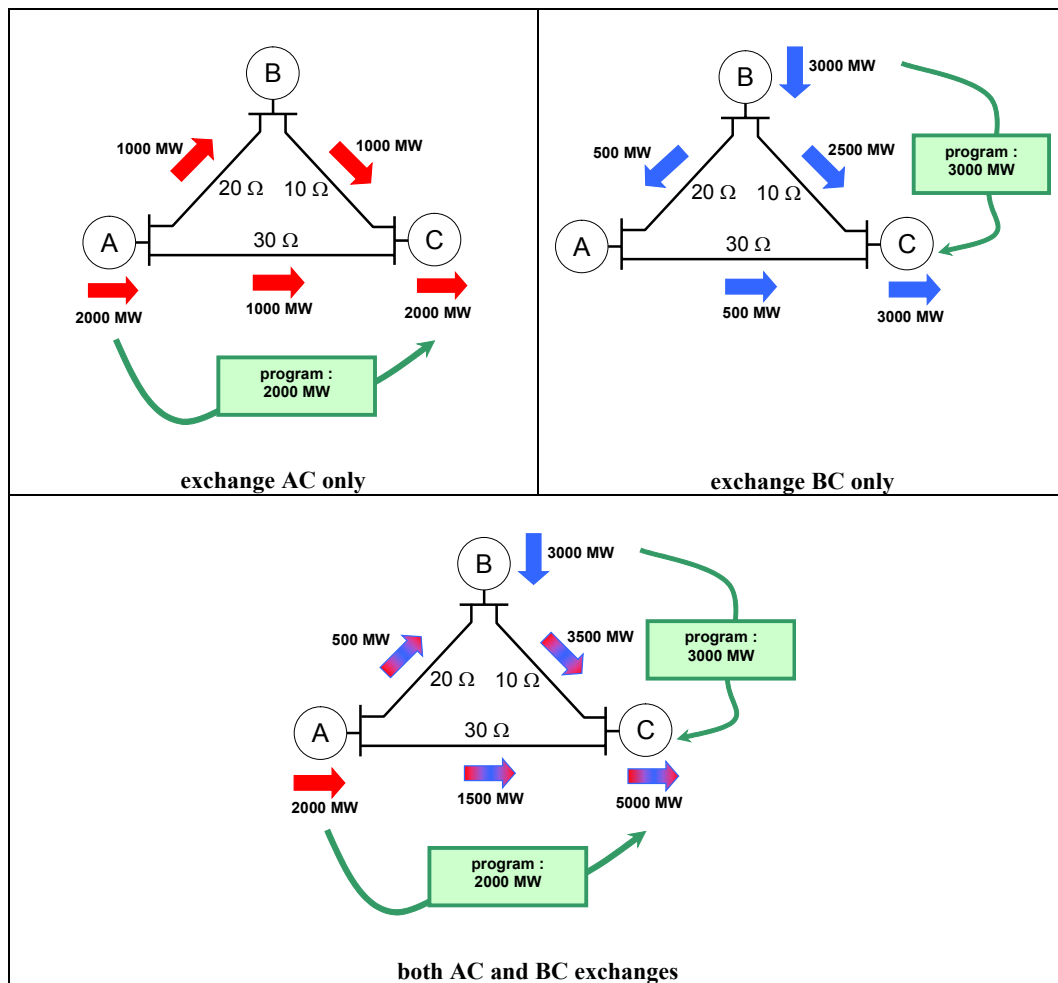 B
1000 MW
1000 MW
20 Ω
10 Ω
A
30 Ω
C
2000 MW
1000 MW
2000 MW
program :
2000 MW
exchange AC only
B
3000 MW
500 MW
2500 MW
program :
3000 MW
20 Ω
10 Ω
A
30 Ω
C
500 MW
3000 MW
exchange BC only
B
3000 MW
500 MW
3500 MW
program :
3000 MW
20 Ω
10 Ω
A
30 Ω
C
2000 MW
1500 MW
5000 MW
program :
2000 MW
both AC and BC exchanges